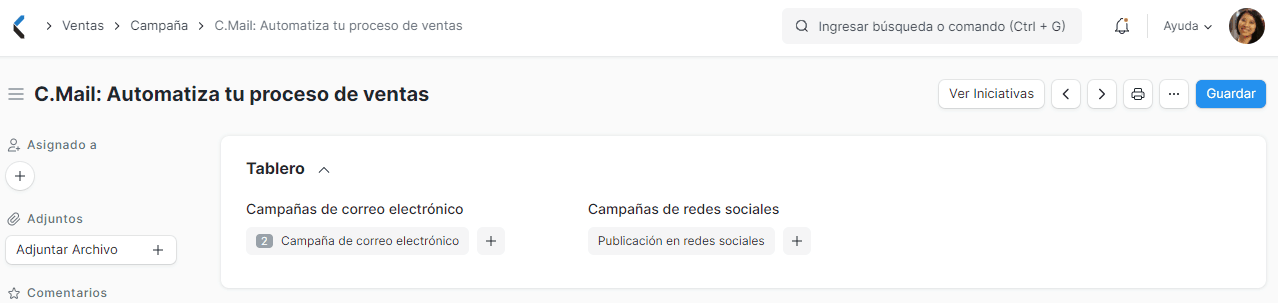 Ventas Campaña C.Mail: Automatiza tu proceso de ventas
Ingresar búsqueda o comando (Ctrl + G)
Ayuda
C.Mail: Automatiza tu proceso de ventas
Ver Iniciativas
Guardar
Asignado a
Adjuntos
Adjuntar Archivo
Comentarios
Tablero
Campañas de correo electrónico
2 Campaña de correo electrónico
Campañas de redes sociales
Publicación en redes sociales